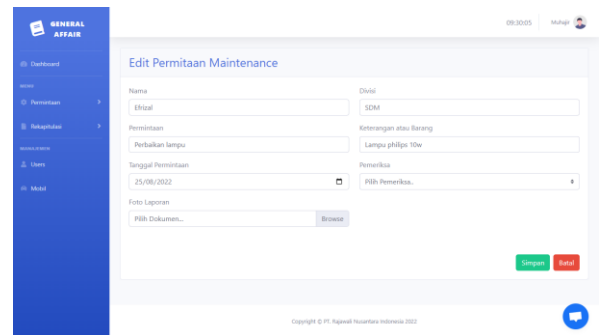 GENERAL
AFFAIR
09:30:05
Muhajir
Dashboard
Permintaan
Rekapitulasi
Users
Mobil
Edit Permitaan Maintenance
Nama
Efrizal
Divisi
SDM
Permintaan
Perbaikan lampu
Keterangan atau Barang
Lampu philips 10w
Tanggal Permintaan
25/08/2022
Pemeriksa
Pilih Pemeriksa..
Foto Laporan
Pilih Dokumen...
Browse
Simpan
Batal
Copyright © PT. Rajawali Nusantara Indonesia 2022